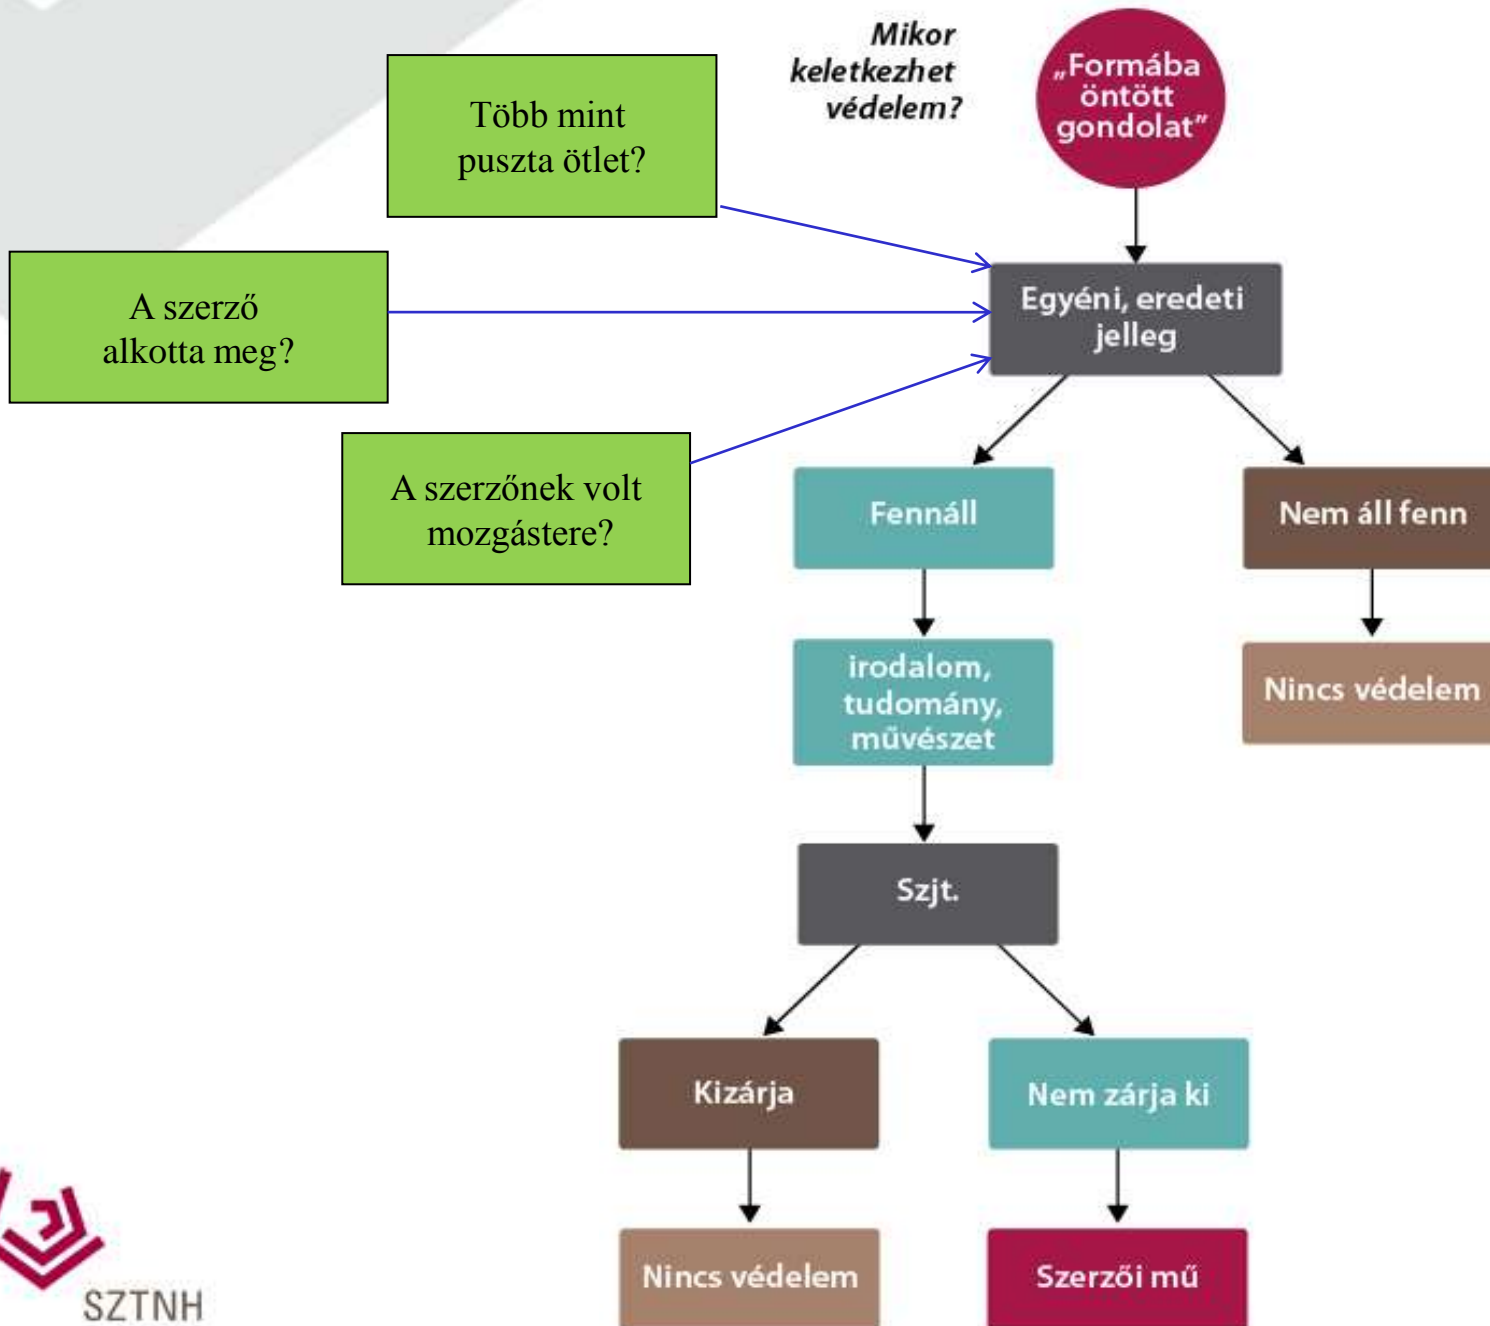 Mikor
keletkezhet
védelem?
„Formába
öntött
gondolat”
Több mint
puszta ötlet?
A szerző
alkotta meg?
A szerzőnek volt
mozgástere?
Egyéni, eredeti
jelleg
Fennáll
Nem áll fenn
irodalom,
tudomány,
művészet
Nincs védelem
Szjt.
Kizárja
Nem zárja ki
Nincs védelem
Szerzői mű
SZTNH